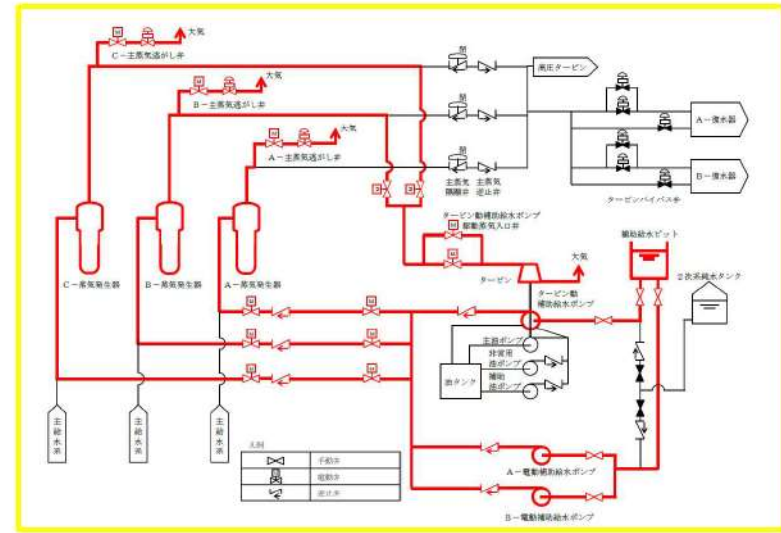 大気
C－主蒸気逃がし弁
大気
B－主蒸気逃がし弁
大気
A－主蒸気逃がし弁
閉
閉
閉
高圧タービン
主蒸気
隔離弁
主蒸気
逆止弁
A－復水器
B－復水器
タービンバイパス弁
タービン動補助給水ポンプ
駆動蒸気入口弁
補助給水ピット
大気
タービン
2次系純水タンク
C－蒸気発生器
B－蒸気発生器
A－蒸気発生器
タービン動
補助給水ポンプ
主油ポンプ
非常用
油ポンプ
補助
油ポンプ
油タンク
主給水系
主給水系
主給水系
凡例
手動弁
電動弁
逆止弁
A－電動補助給水ポンプ
B－電動補助給水ポンプ